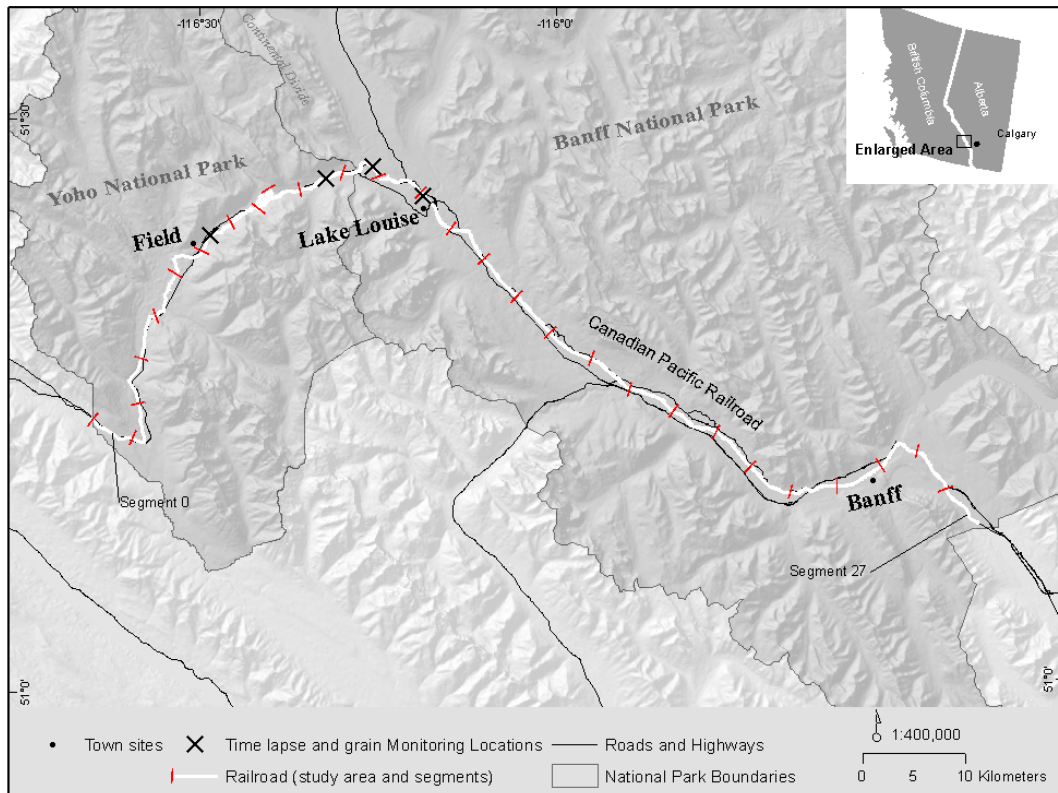 -116°30'
-116°0'
51°30'
51°30'
Continental Divide
Banff National Park
Yoho National Park
British Columbia
Alberta
Calgary
Enlarged Area
Field
Lake Louise
Canadian Pacific Railroad
Segment 0
Banff
Segment 27
51°0'
51°0'
Town sites
Time lapse and grain Monitoring Locations
Roads and Highways
1:400,000
Railroad (study area and segments)
National Park Boundaries
0 5 10 Kilometers